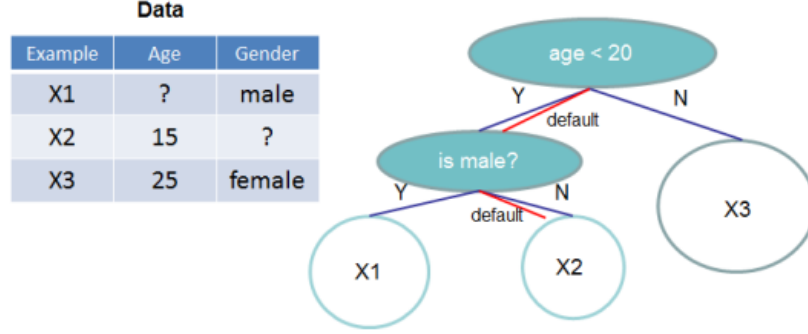 Data
Example Age Gender
X1 ? male
X2 15 ?
X3 25 female
age < 20
Y N
default
is male?
Y N
default
X1 X2 X3